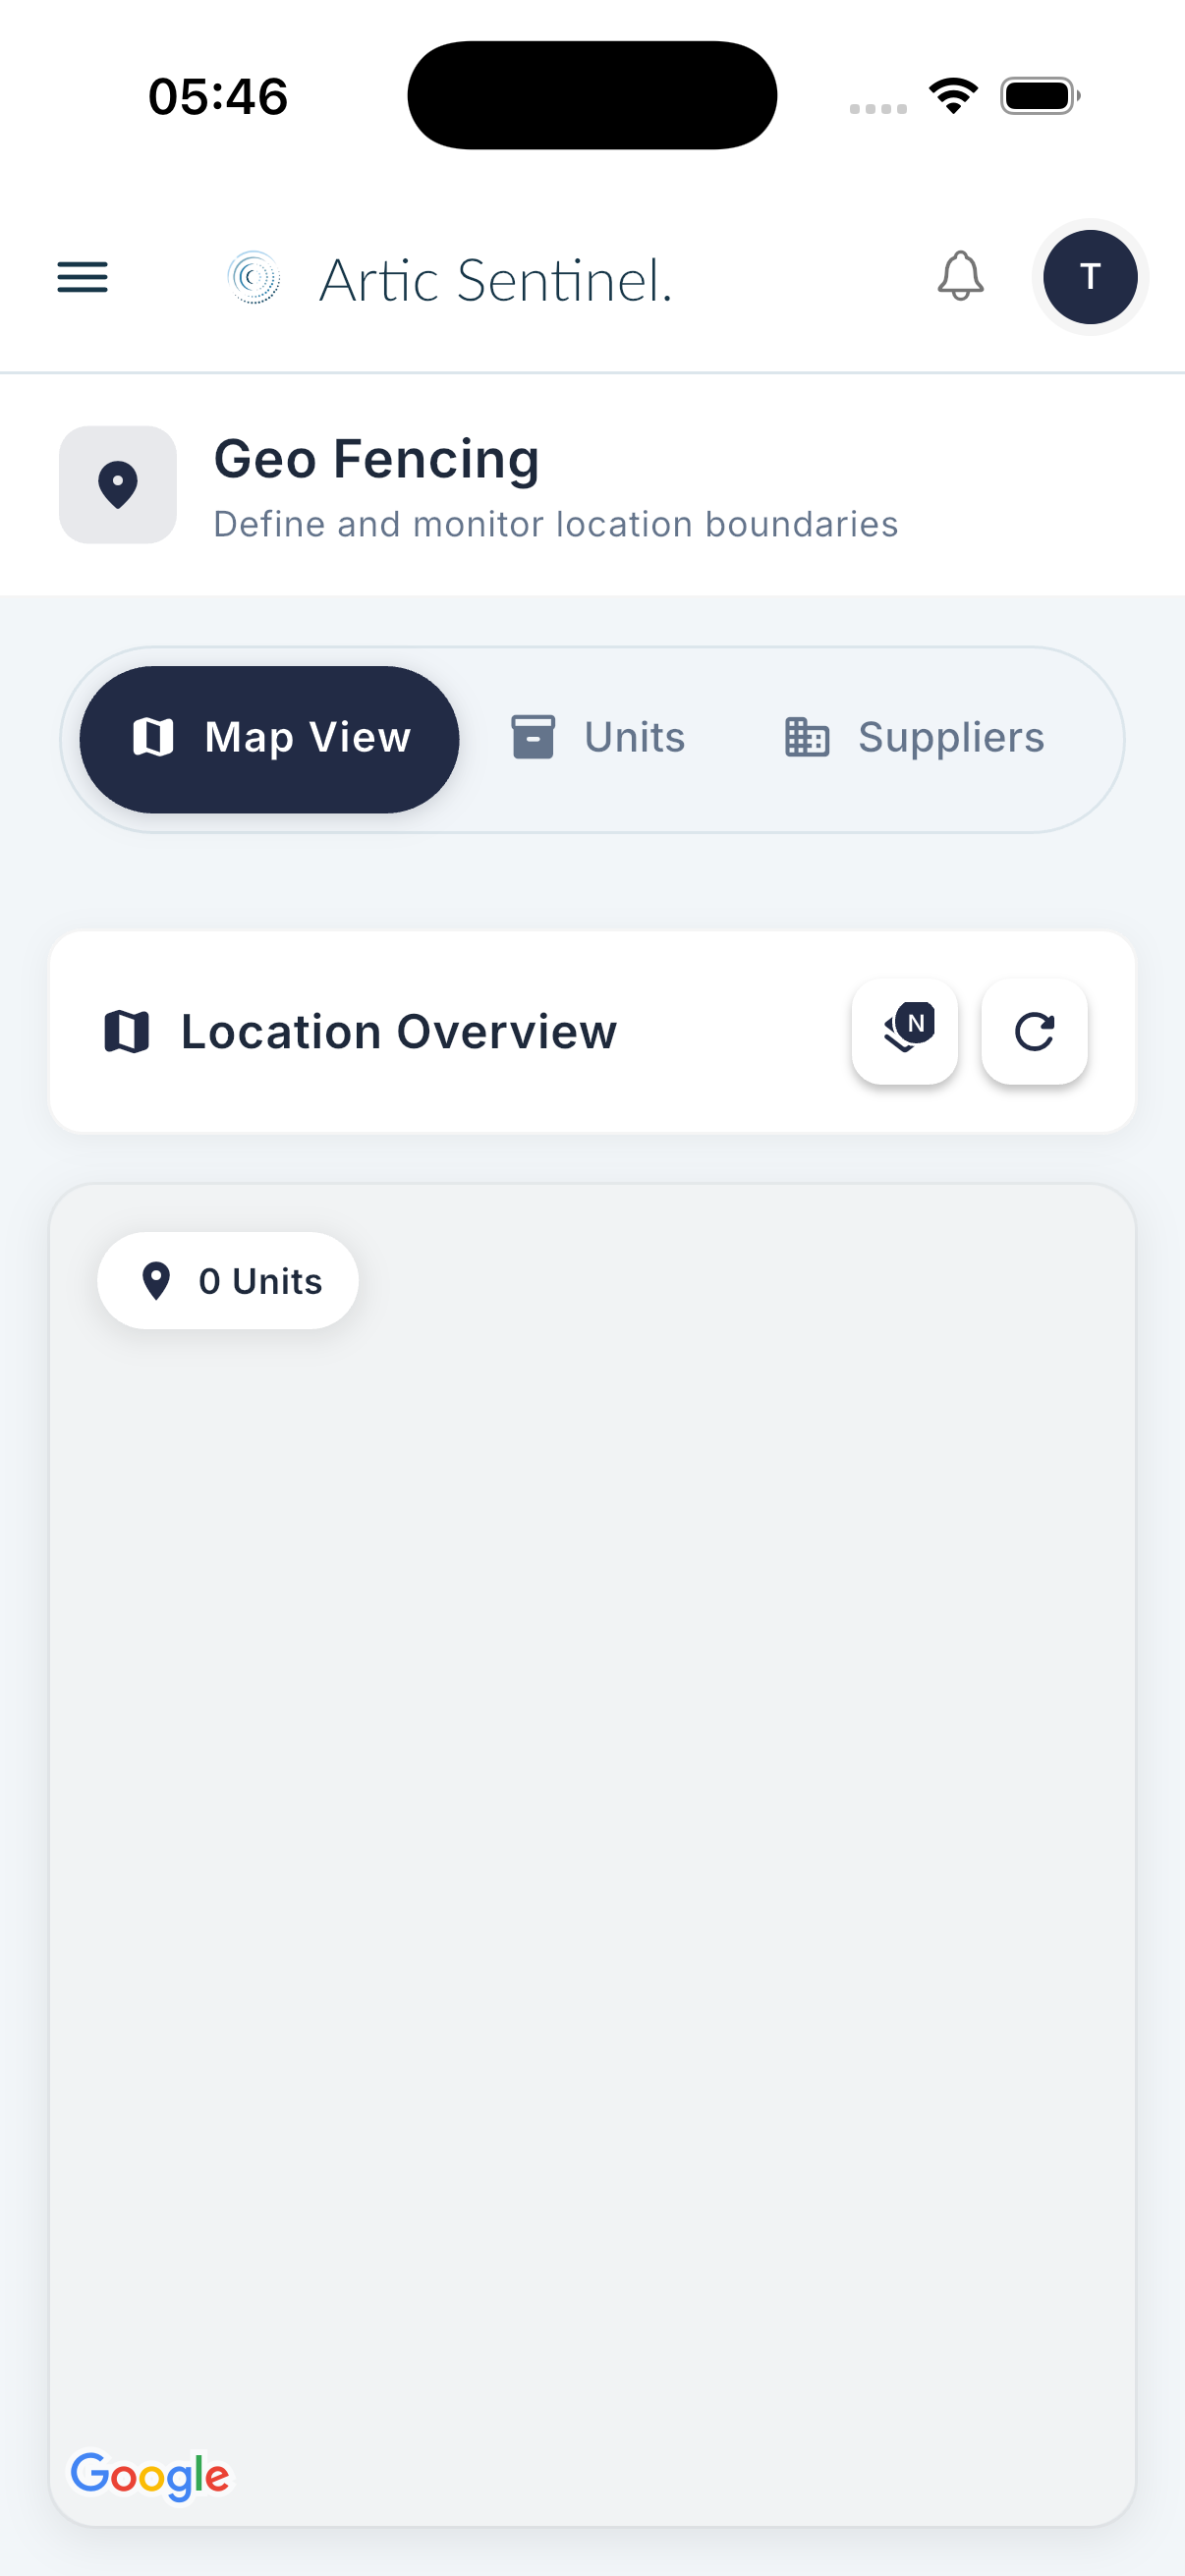 05:46
Artic Sentinel.
T
Geo Fencing
Define and monitor location boundaries
Map View
Units
Suppliers
Location Overview
N
0 Units
Google